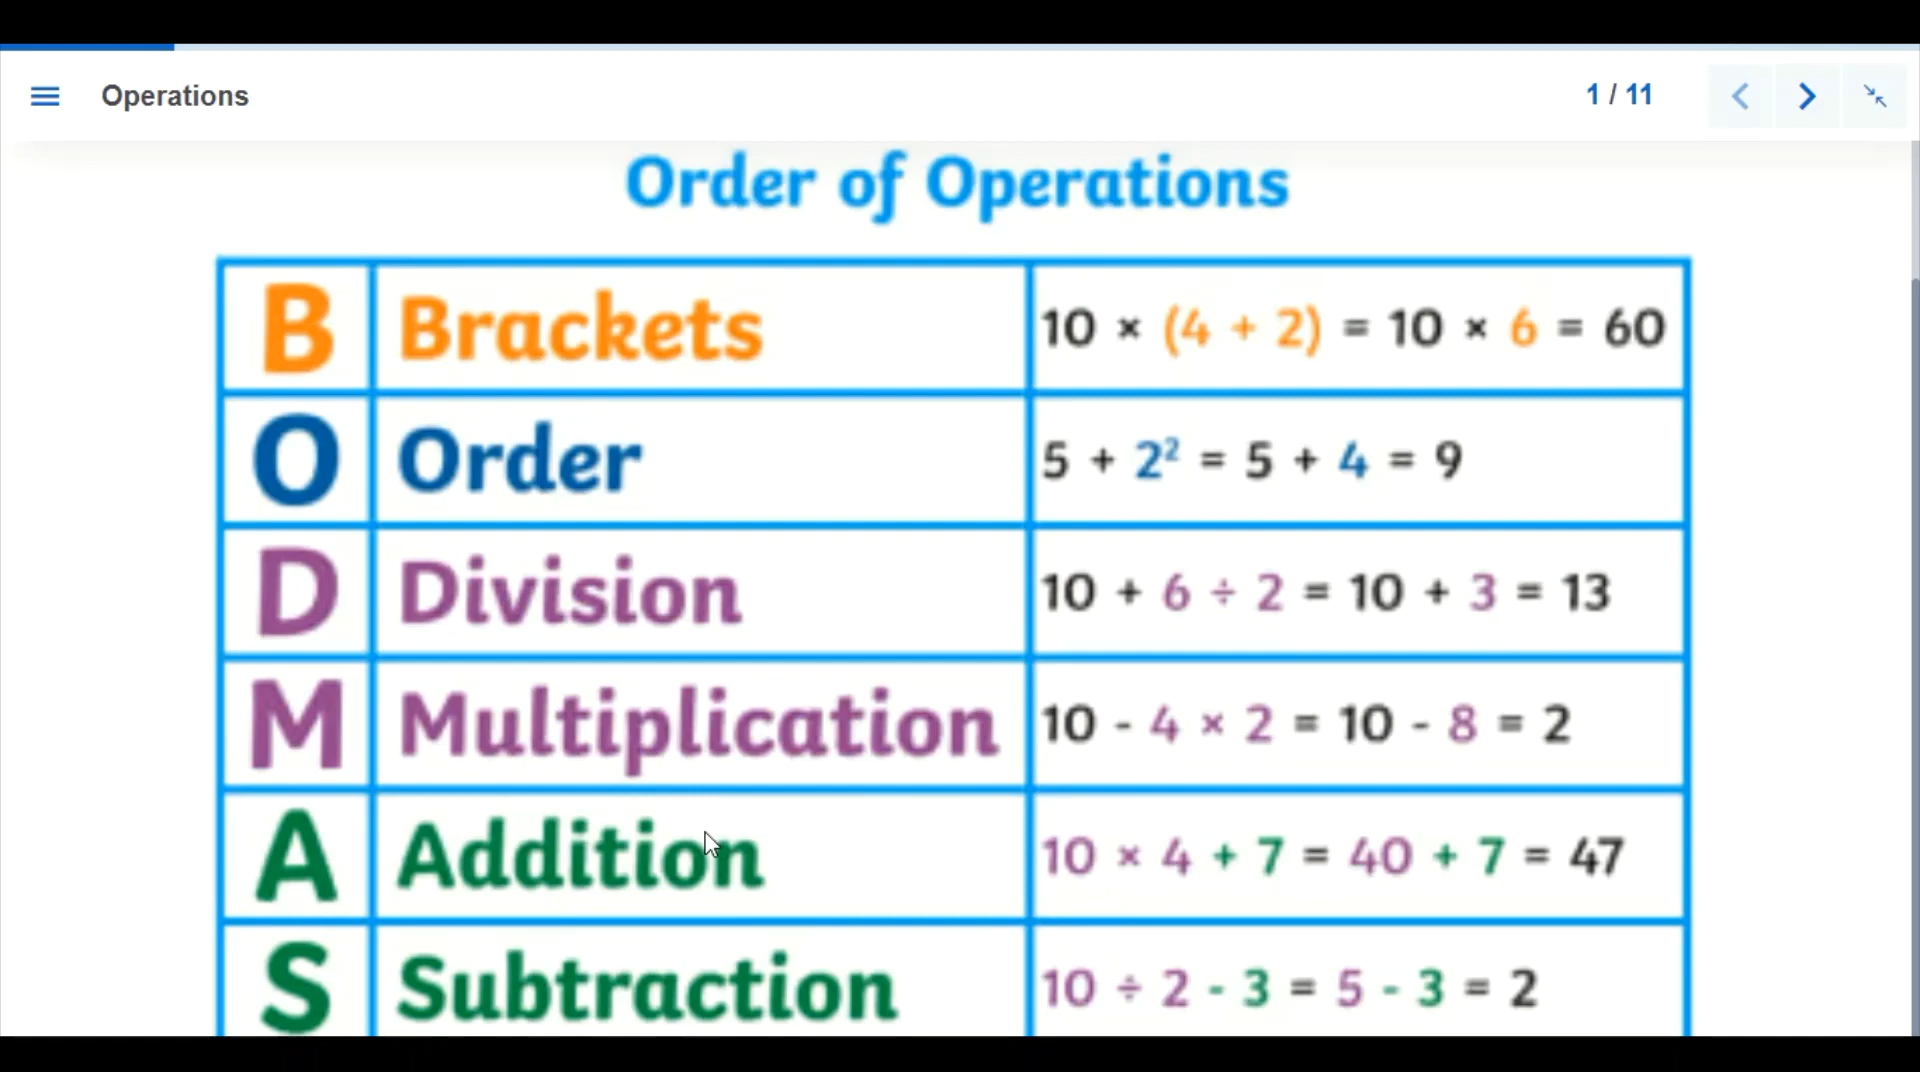 Operations
1 / 11
Order of Operations
B Brackets 10 × (4 + 2) = 10 × 6 = 60
O Order 5 + 2² = 5 + 4 = 9
D Division 10 + 6 ÷ 2 = 10 + 3 = 13
M Multiplication 10 - 4 × 2 = 10 - 8 = 2
A Addition 10 × 4 + 7 = 40 + 7 = 47
S Subtraction 10 ÷ 2 - 3 = 5 - 3 = 2